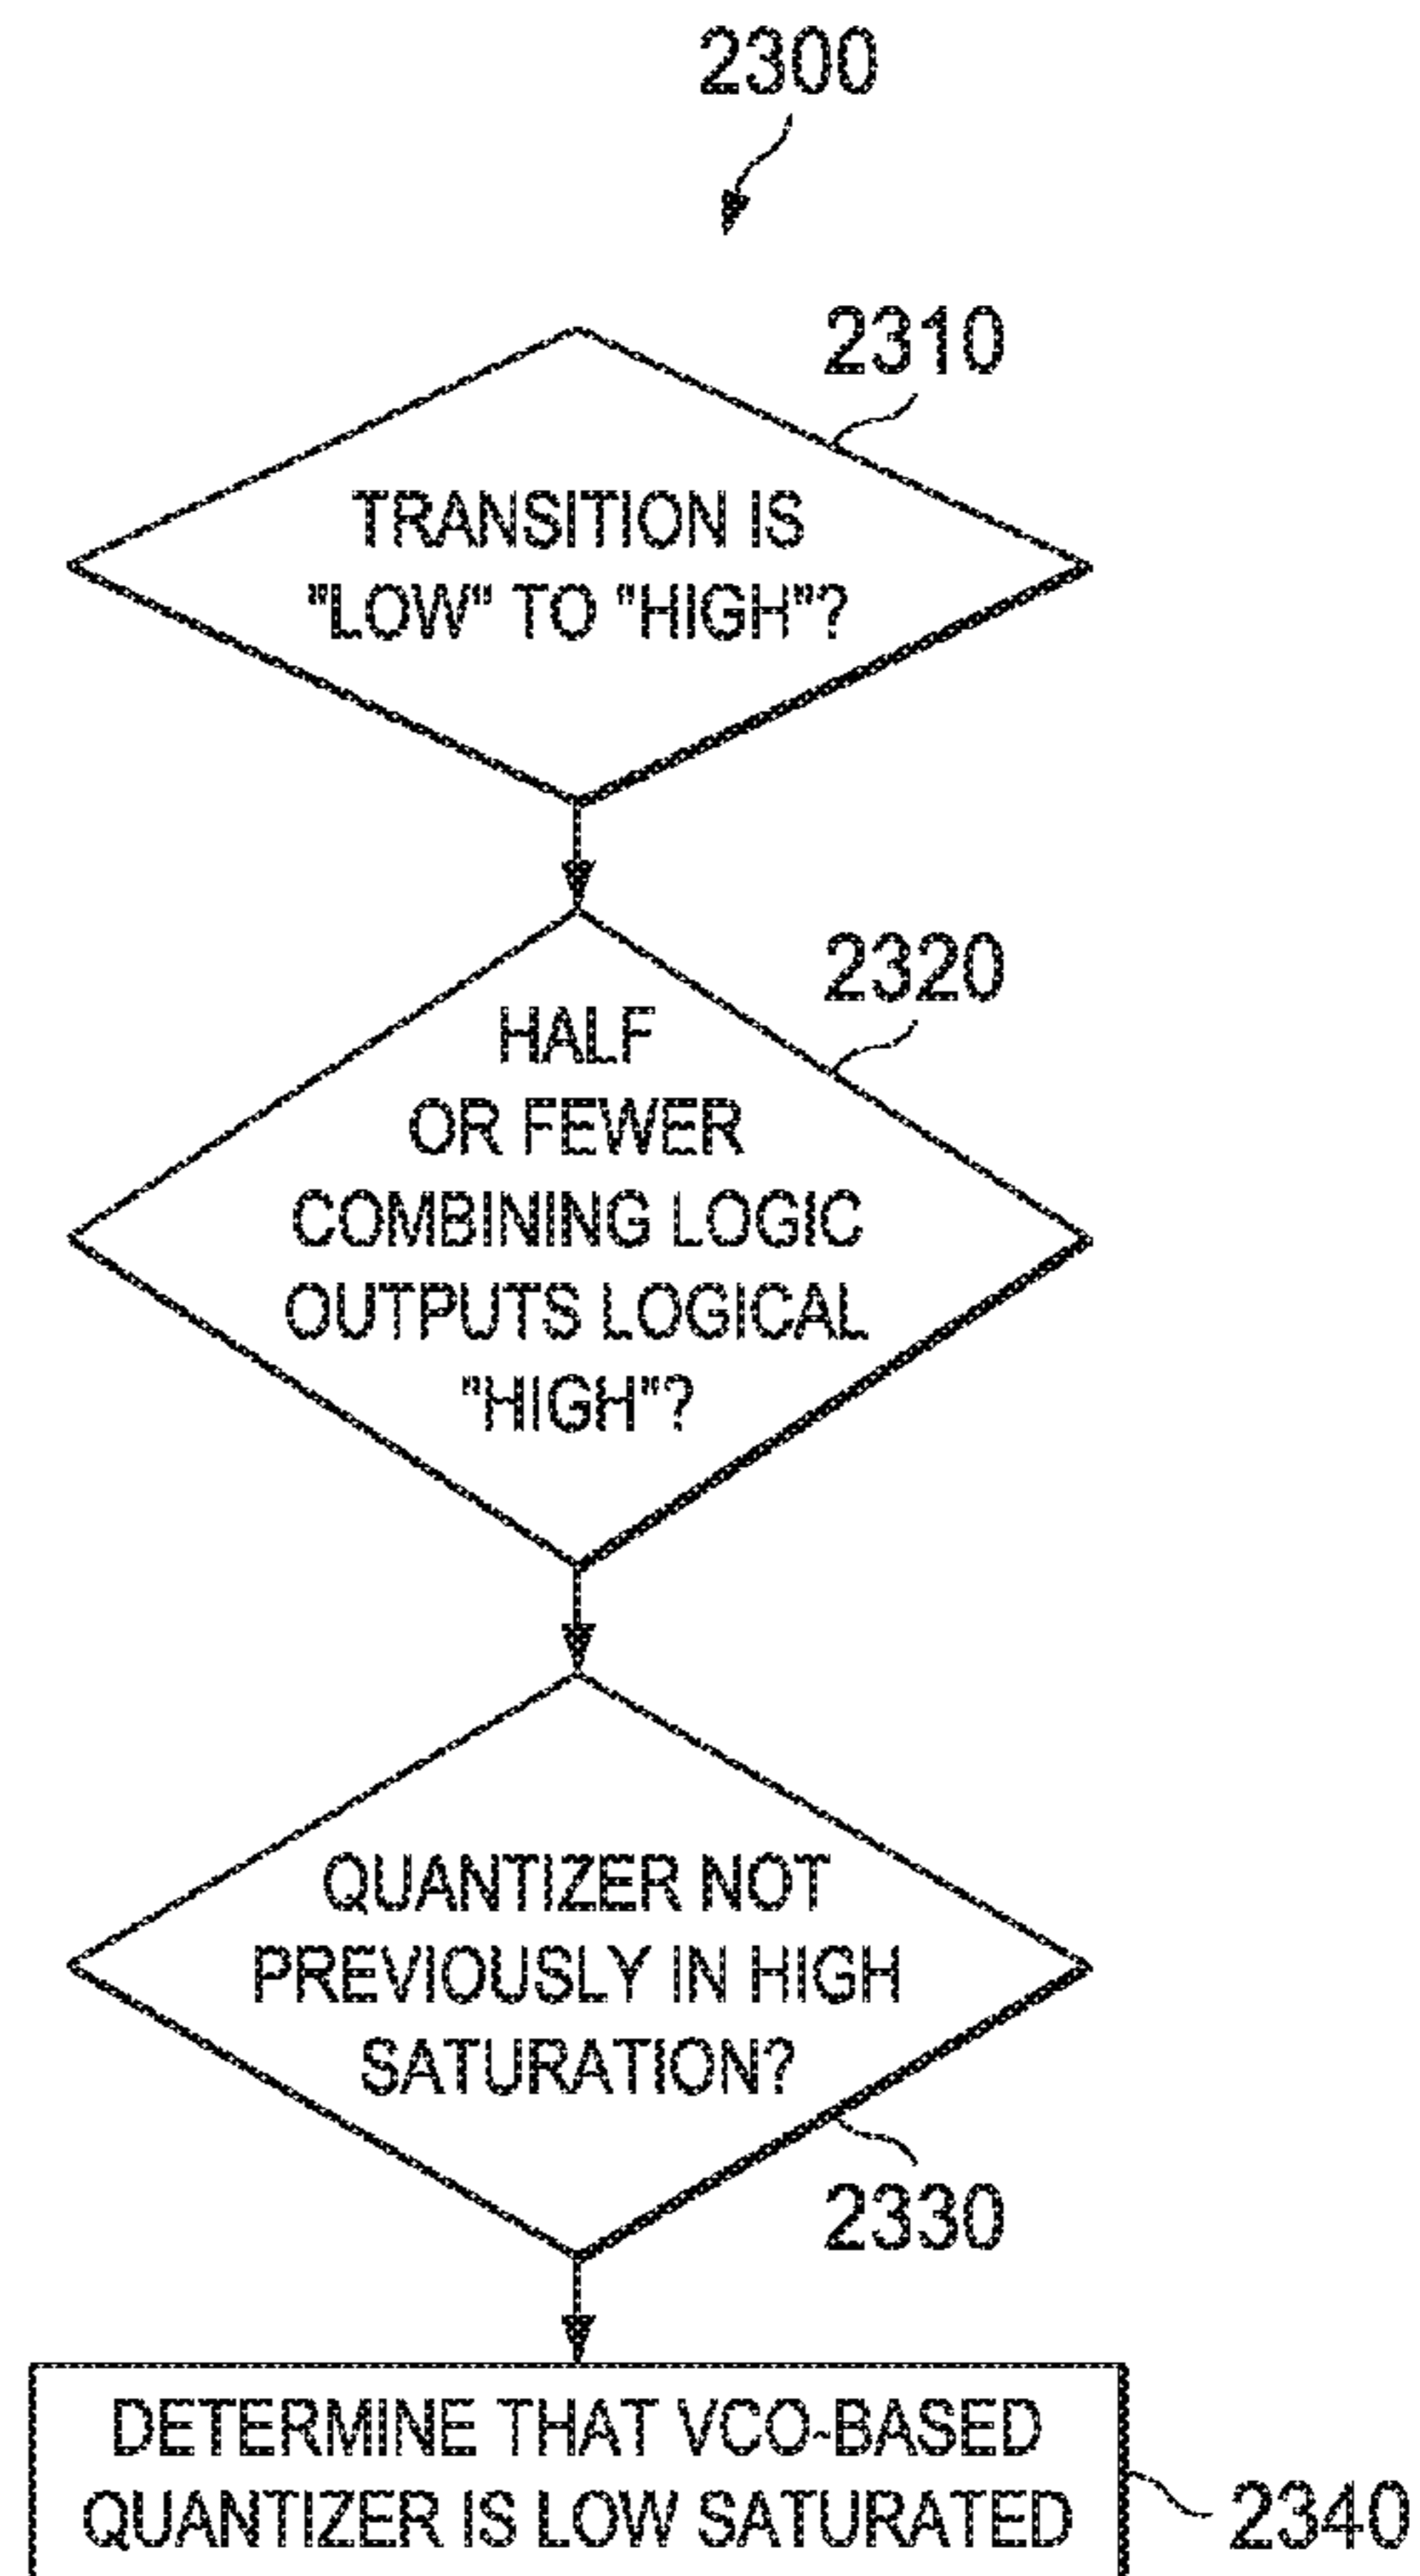 2300
2310
TRANSITION IS
"LOW" TO "HIGH"?
2320
HALF
OR FEWER
COMBINING LOGIC
OUTPUTS LOGICAL
"HIGH"?
QUANTIZER NOT
PREVIOUSLY IN HIGH
SATURATION?
2330
DETERMINE THAT VCO-BASED
QUANTIZER IS LOW SATURATED
2340